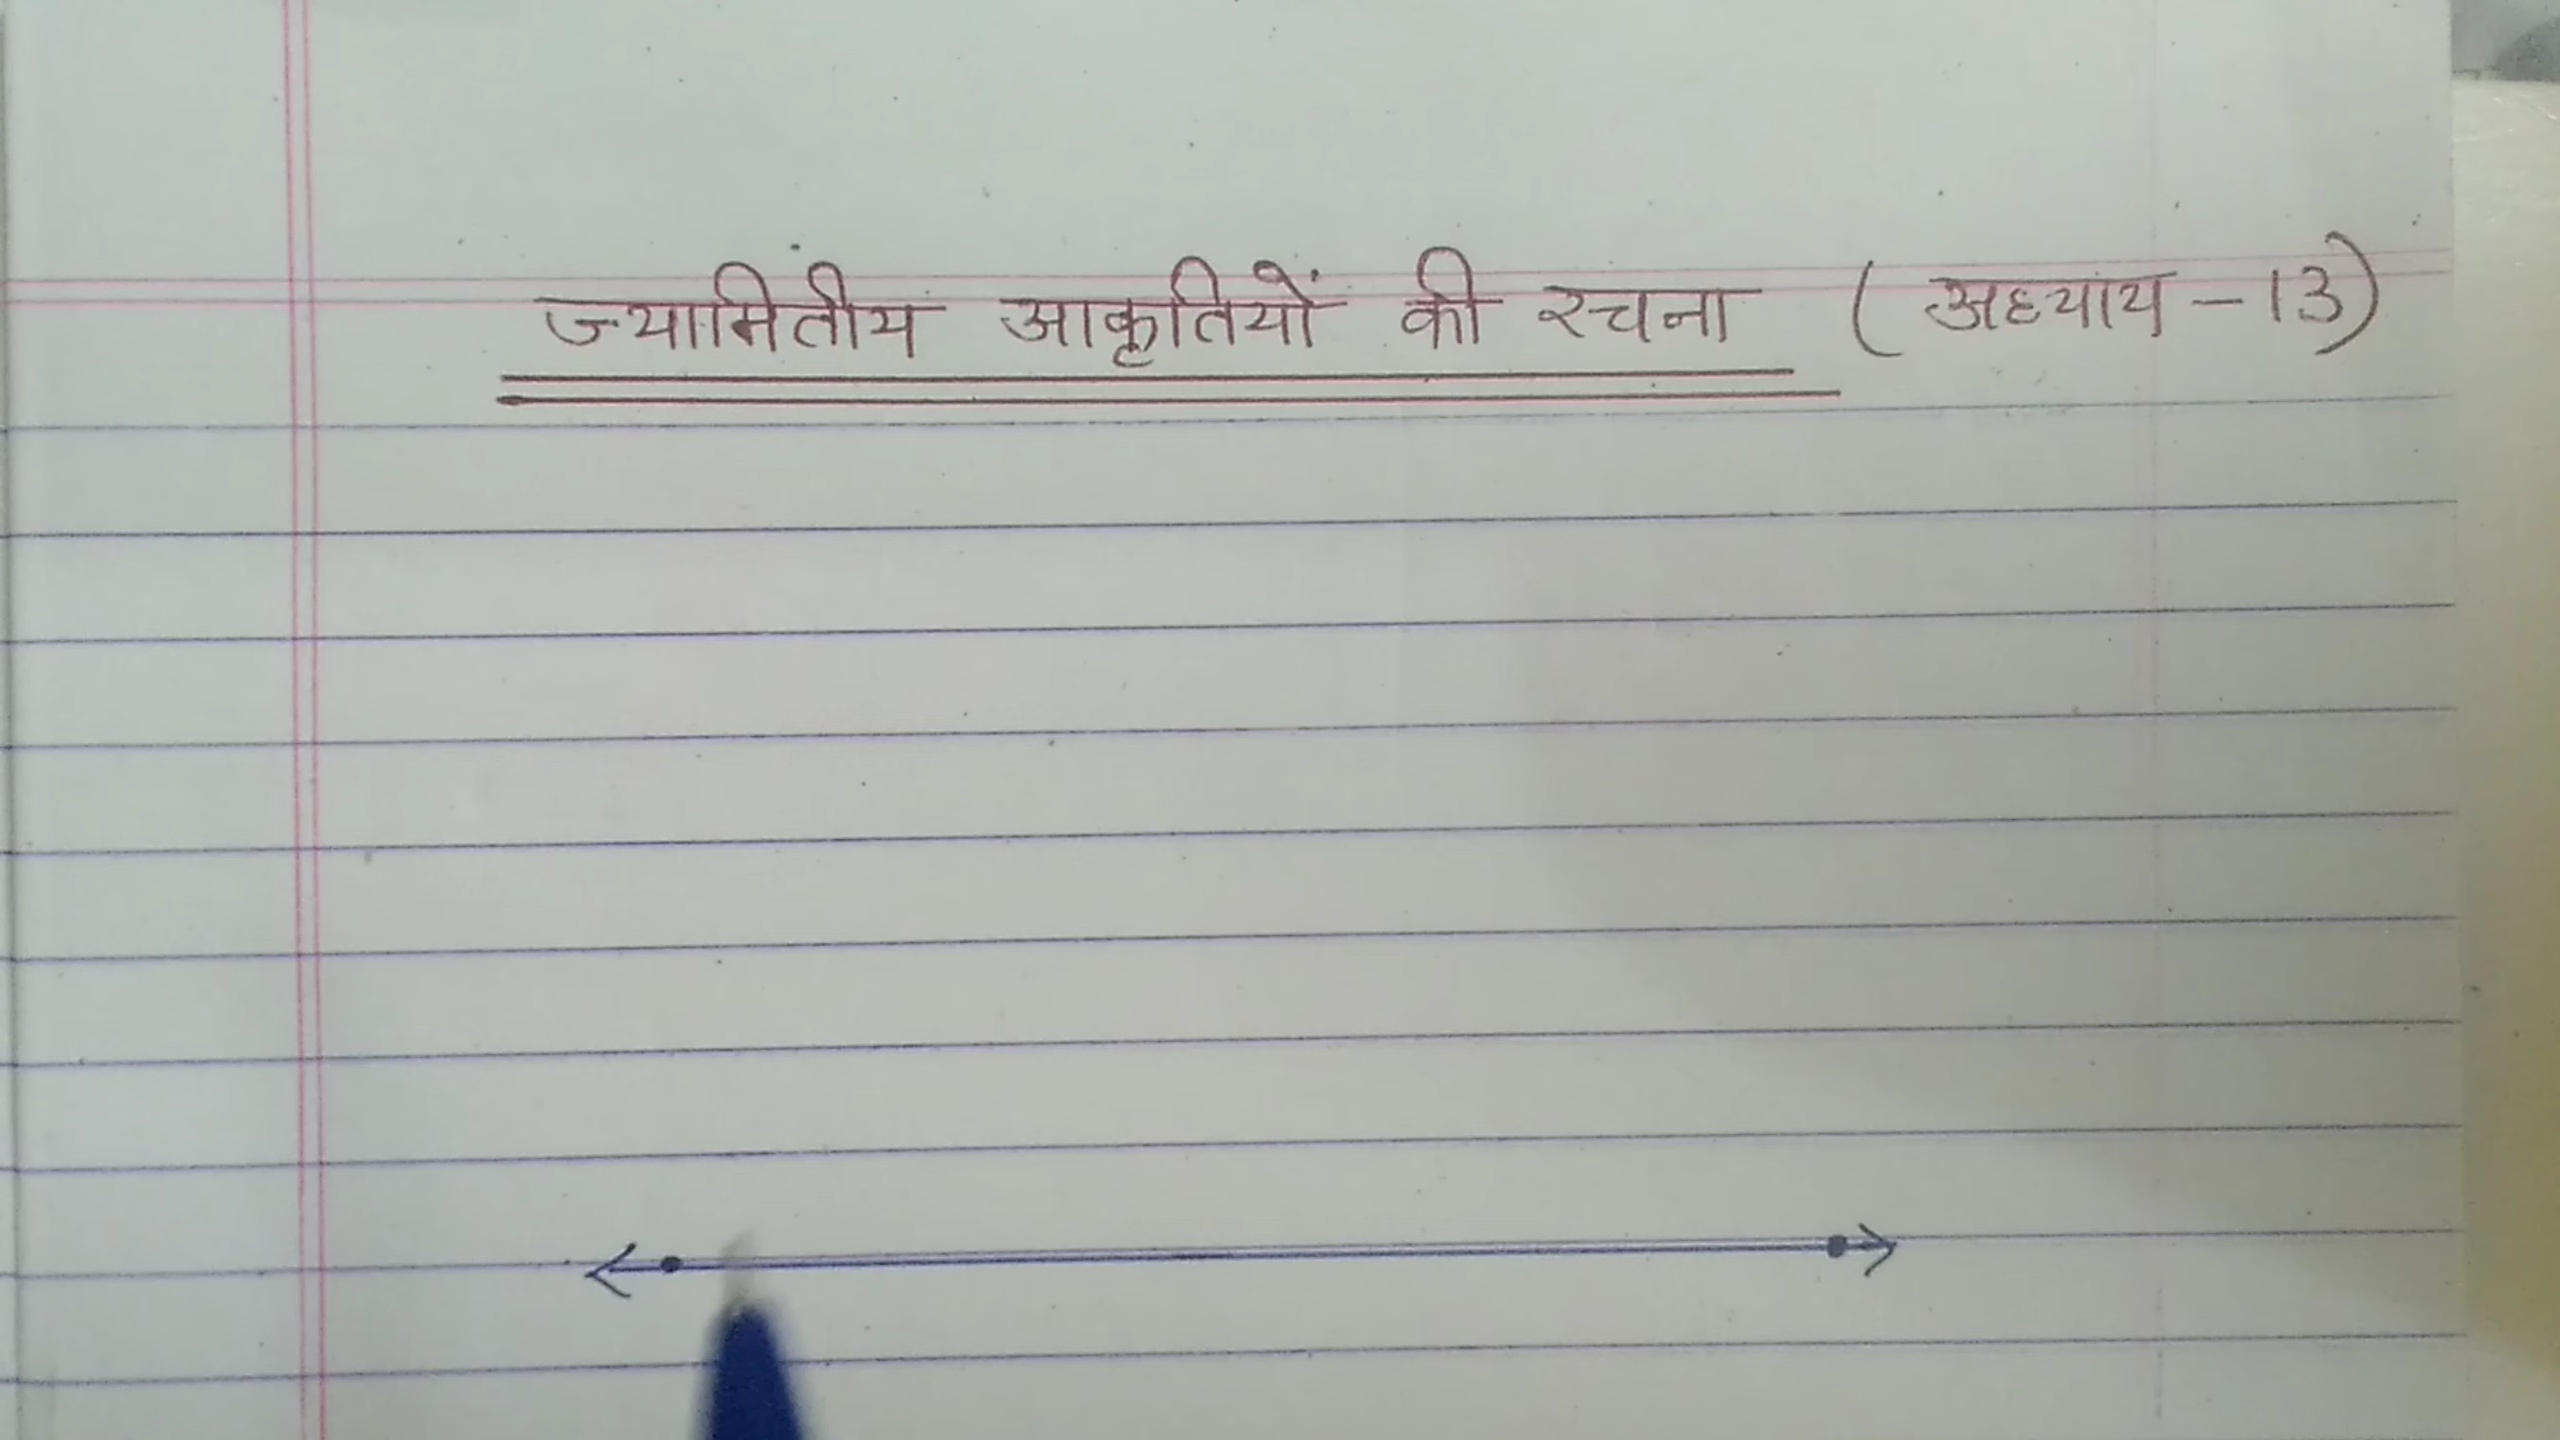 ज्यामितीय आकृतियों की रचना ( अध्याय - 13)